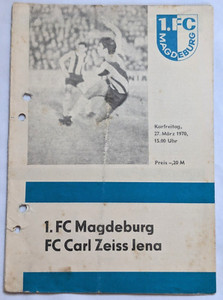 1.FC
MAGDEBURG
Karfreitag,
27. März 1970,
15.00 Uhr
Preis -,20 M
1. FC Magdeburg
FC Carl Zeiss Jena